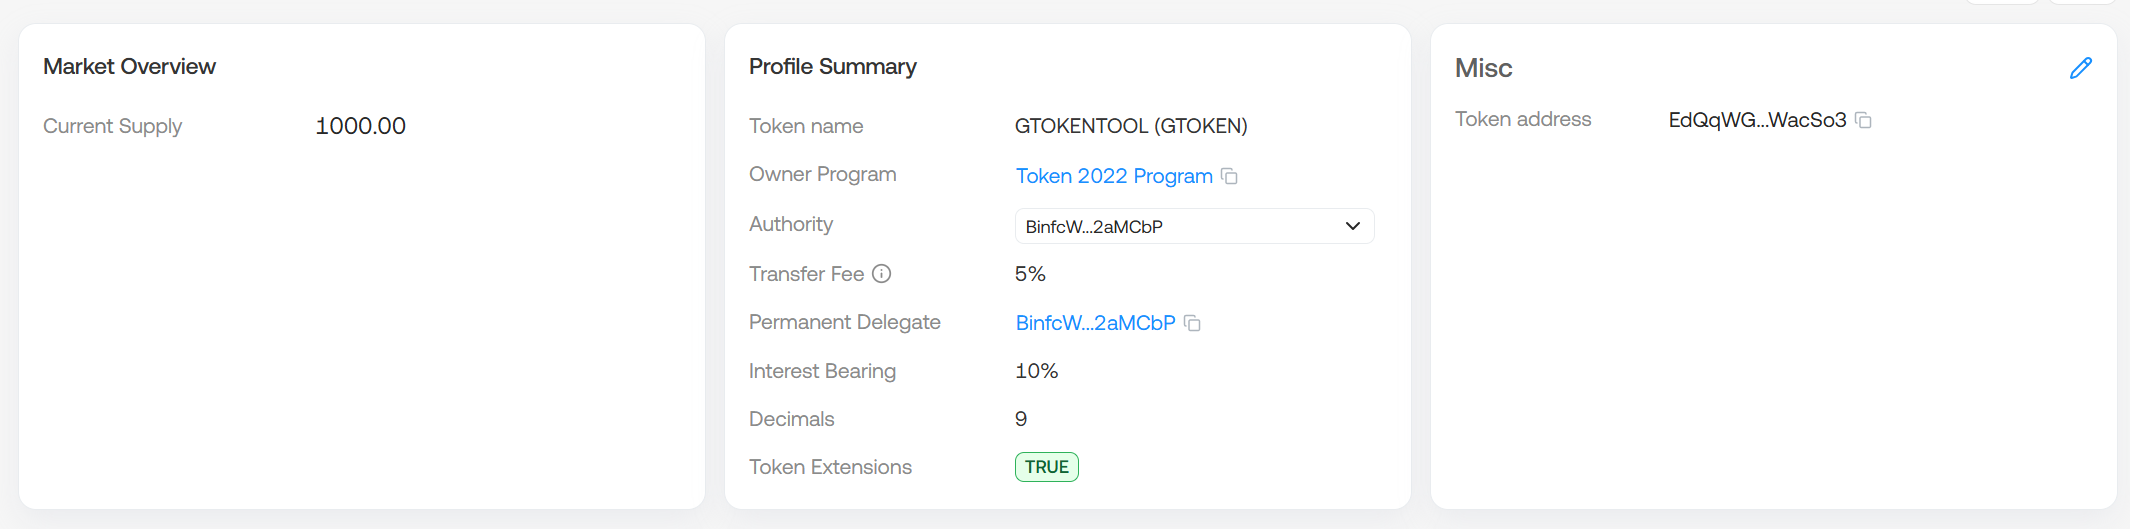 Market Overview
Current Supply 1000.00
Profile Summary
Token name GTOKENTOOL (GTOKEN)
Owner Program Token 2022 Program
Authority BinfcW...2aMCbP
Transfer Fee 5%
Permanent Delegate BinfcW...2aMCbP
Interest Bearing 10%
Decimals 9
Token Extensions TRUE
Misc
Token address EdQqWG...WacSo3